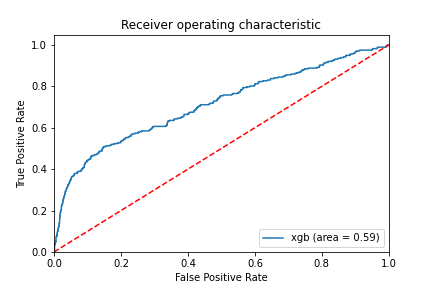 Receiver operating characteristic
1.0
0.8
0.6
0.4
0.2
0.0
True Positive Rate
xgb (area = 0.59)
0.0 0.2 0.4 0.6 0.8 1.0
False Positive Rate